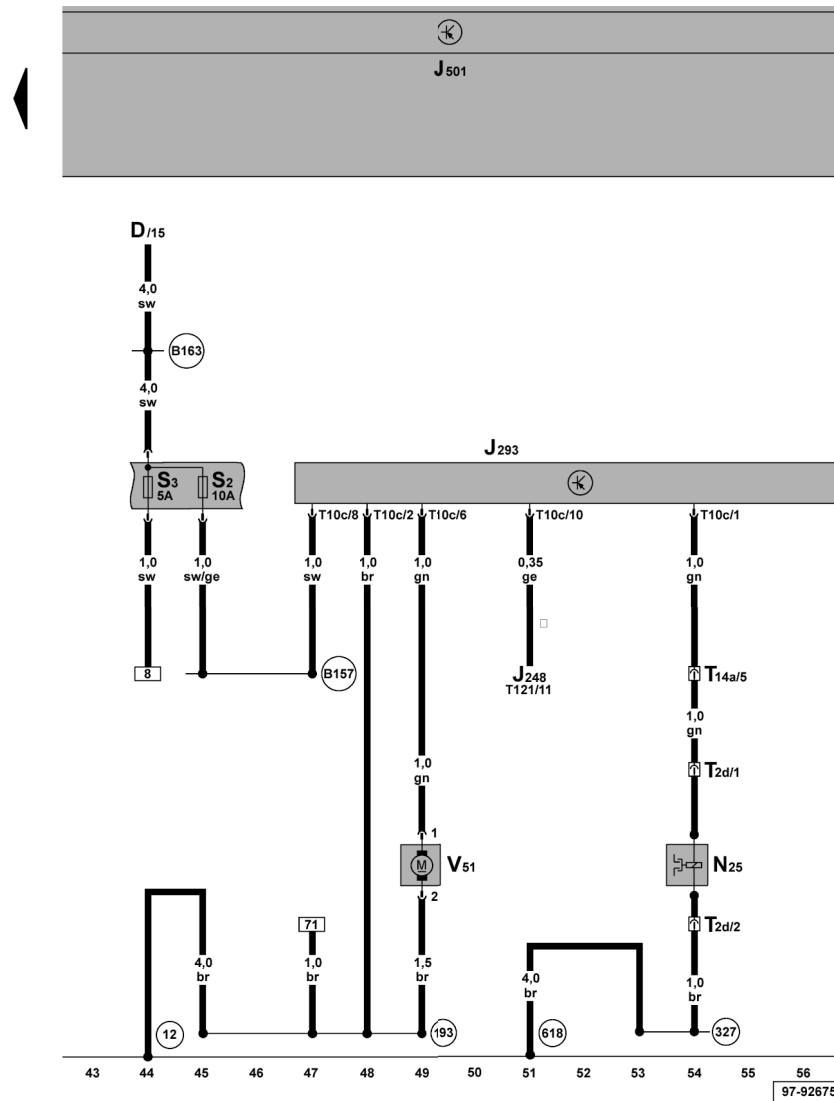 J501
D/15
4,0
sw
B163
4,0
sw
J293
S3
5A
S2
10A
T10c/8
T10c/2
T10c/6
T10c/10
T10c/1
1,0
sw
1,0
sw/ge
1,0
sw
1,0
br
1,0
gn
0,35
ge
1,0
gn
8
B157
J248
T121/11
T14a/5
1,0
gn
1,0
gn
T2d/1
1
M
V51
N25
2
71
T2d/2
4,0
br
1,0
br
1,5
br
4,0
br
1,0
br
12
193
618
327
43 44 45 46 47 48 49 50 51 52 53 54 55 56
97-92675